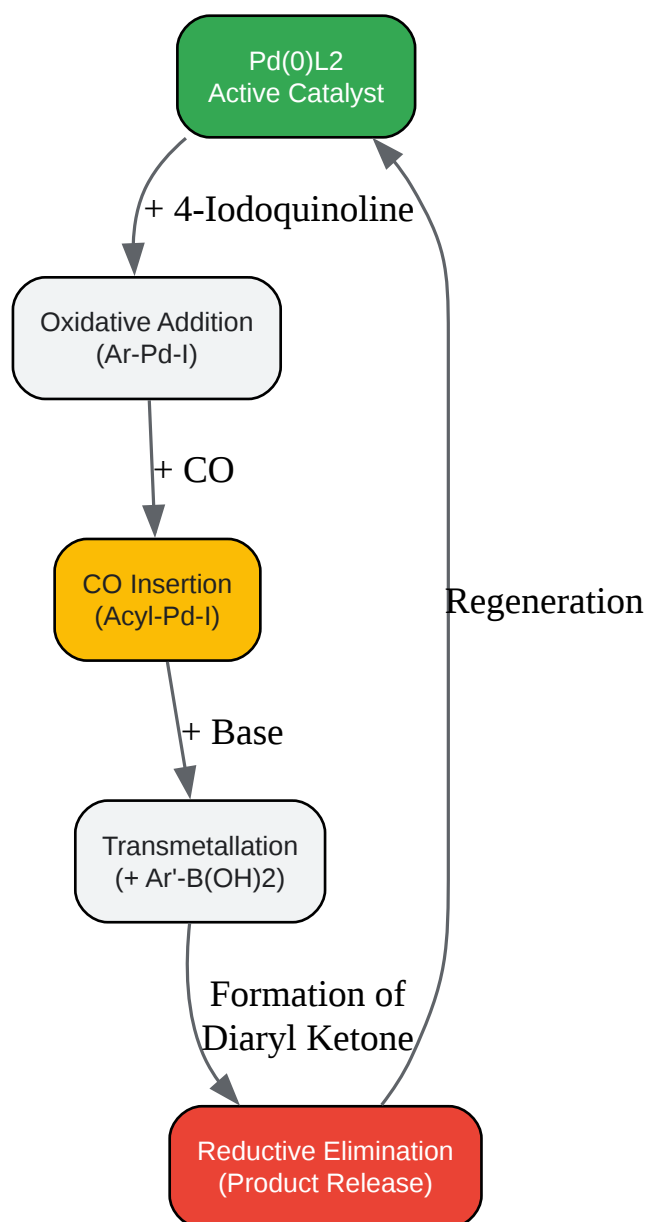 Pd(0)L2
Active Catalyst
+ 4-Iodoquinoline
Oxidative Addition
(Ar-Pd-I)
+ CO
CO Insertion
(Acyl-Pd-I)
Regeneration
+ Base
Transmetallation
(+ Ar'-B(OH)2)
Formation of
Diaryl Ketone
Reductive Elimination
(Product Release)